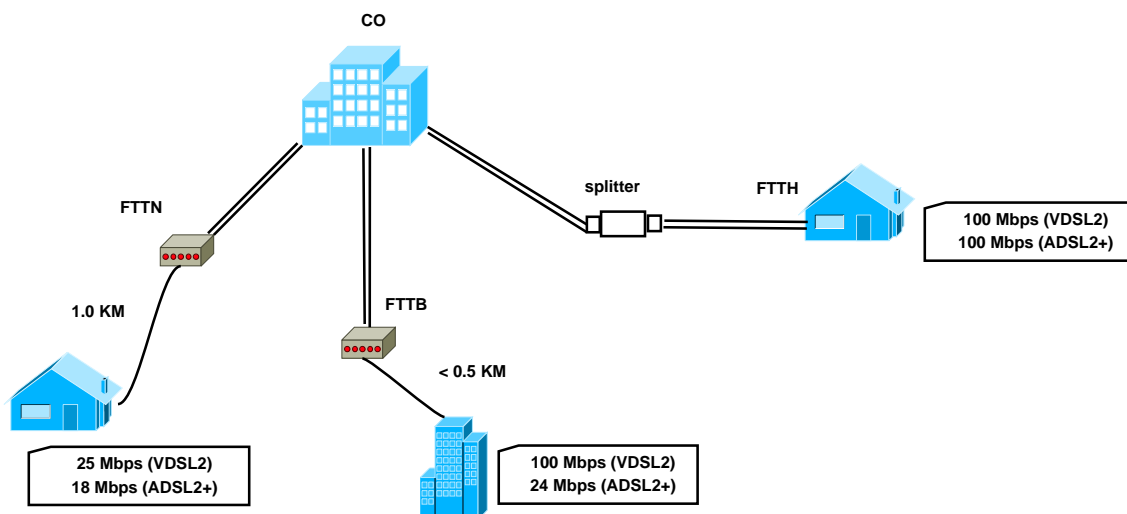 CO
splitter
FTTH
100 Mbps (VDSL2)
100 Mbps (ADSL2+)
FTTN
1.0 KM
FTTB
< 0.5 KM
25 Mbps (VDSL2)
18 Mbps (ADSL2+)
100 Mbps (VDSL2)
24 Mbps (ADSL2+)